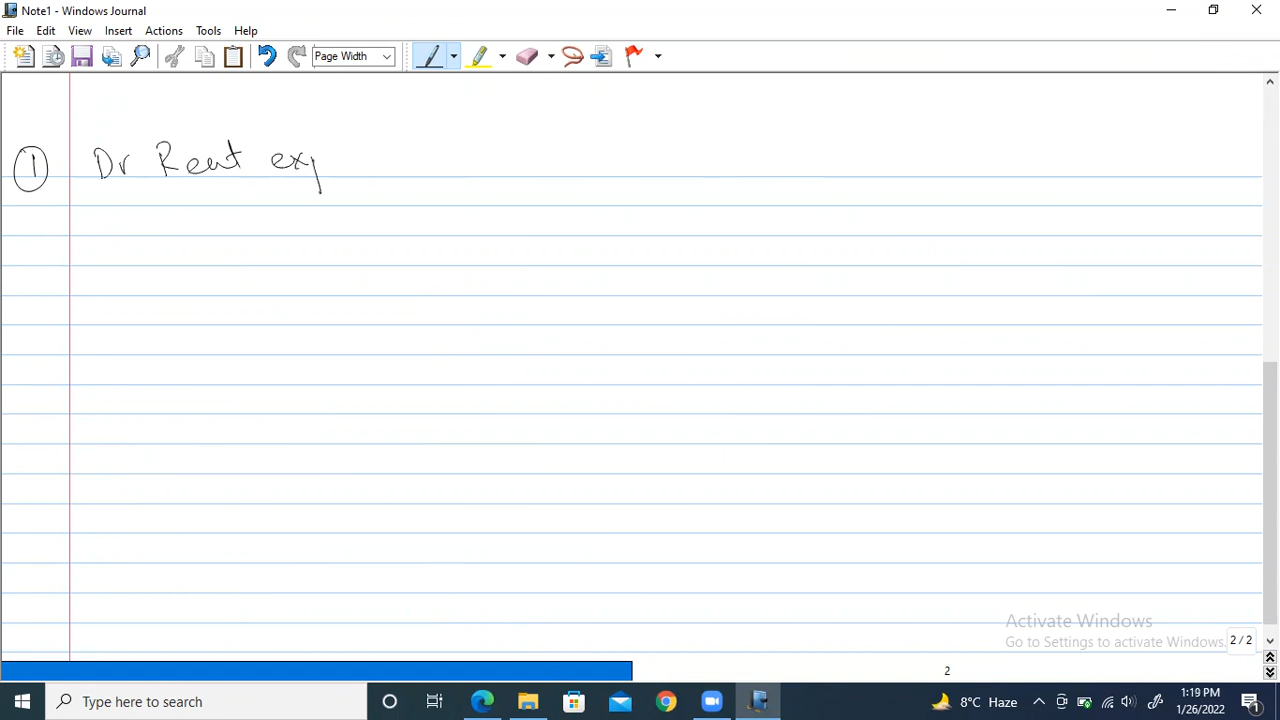 Note1 - Windows Journal
File Edit View Insert Actions Tools Help
Page Width
① Dr Rent exp
Activate Windows
Go to Settings to activate Windows.
2 / 2
2
Type here to search
8°C Haze
1:19 PM
1/26/2022
1